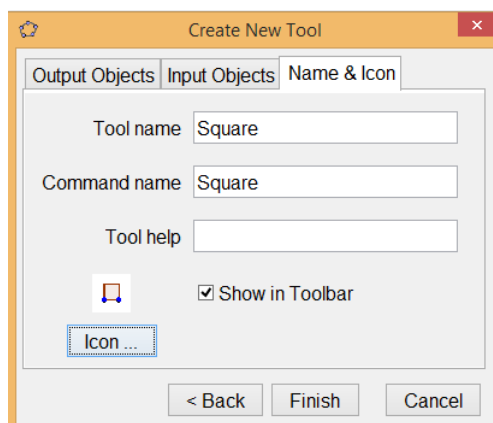 Create New Tool
Output Objects Input Objects Name & Icon
Tool name Square
Command name Square
Tool help
Show in Toolbar
Icon ...
< Back Finish Cancel